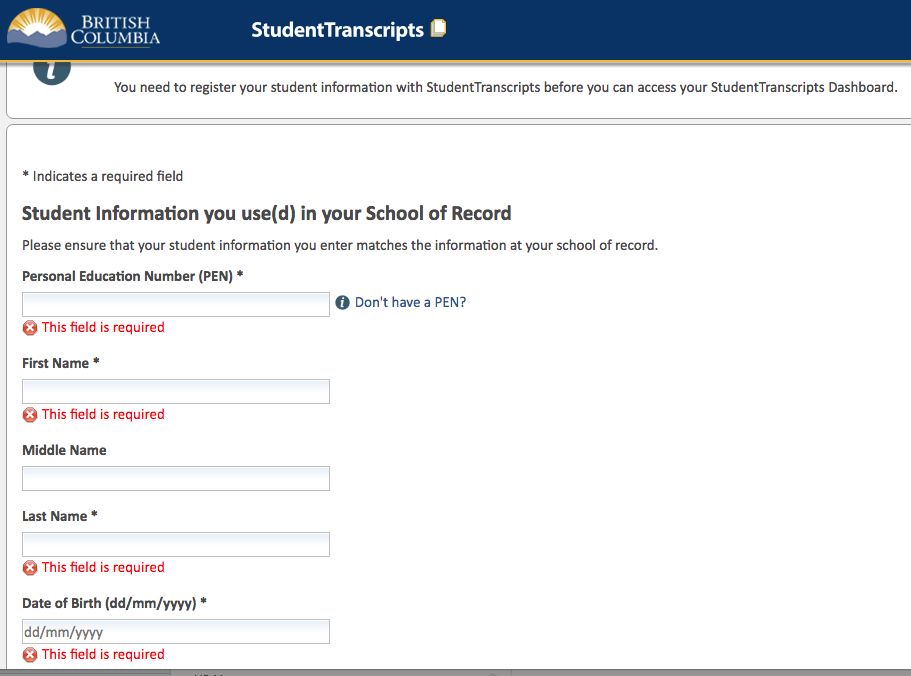 BRITISH
COLUMBIA
StudentTranscripts
i
You need to register your student information with StudentTranscripts before you can access your StudentTranscripts Dashboard.
* Indicates a required field
Student Information you use(d) in your School of Record
Please ensure that your student information you enter matches the information at your school of record.
Personal Education Number (PEN) *
i Don't have a PEN?
This field is required
First Name *
This field is required
Middle Name
Last Name *
This field is required
Date of Birth (dd/mm/yyyy) *
dd/mm/yyyy
This field is required